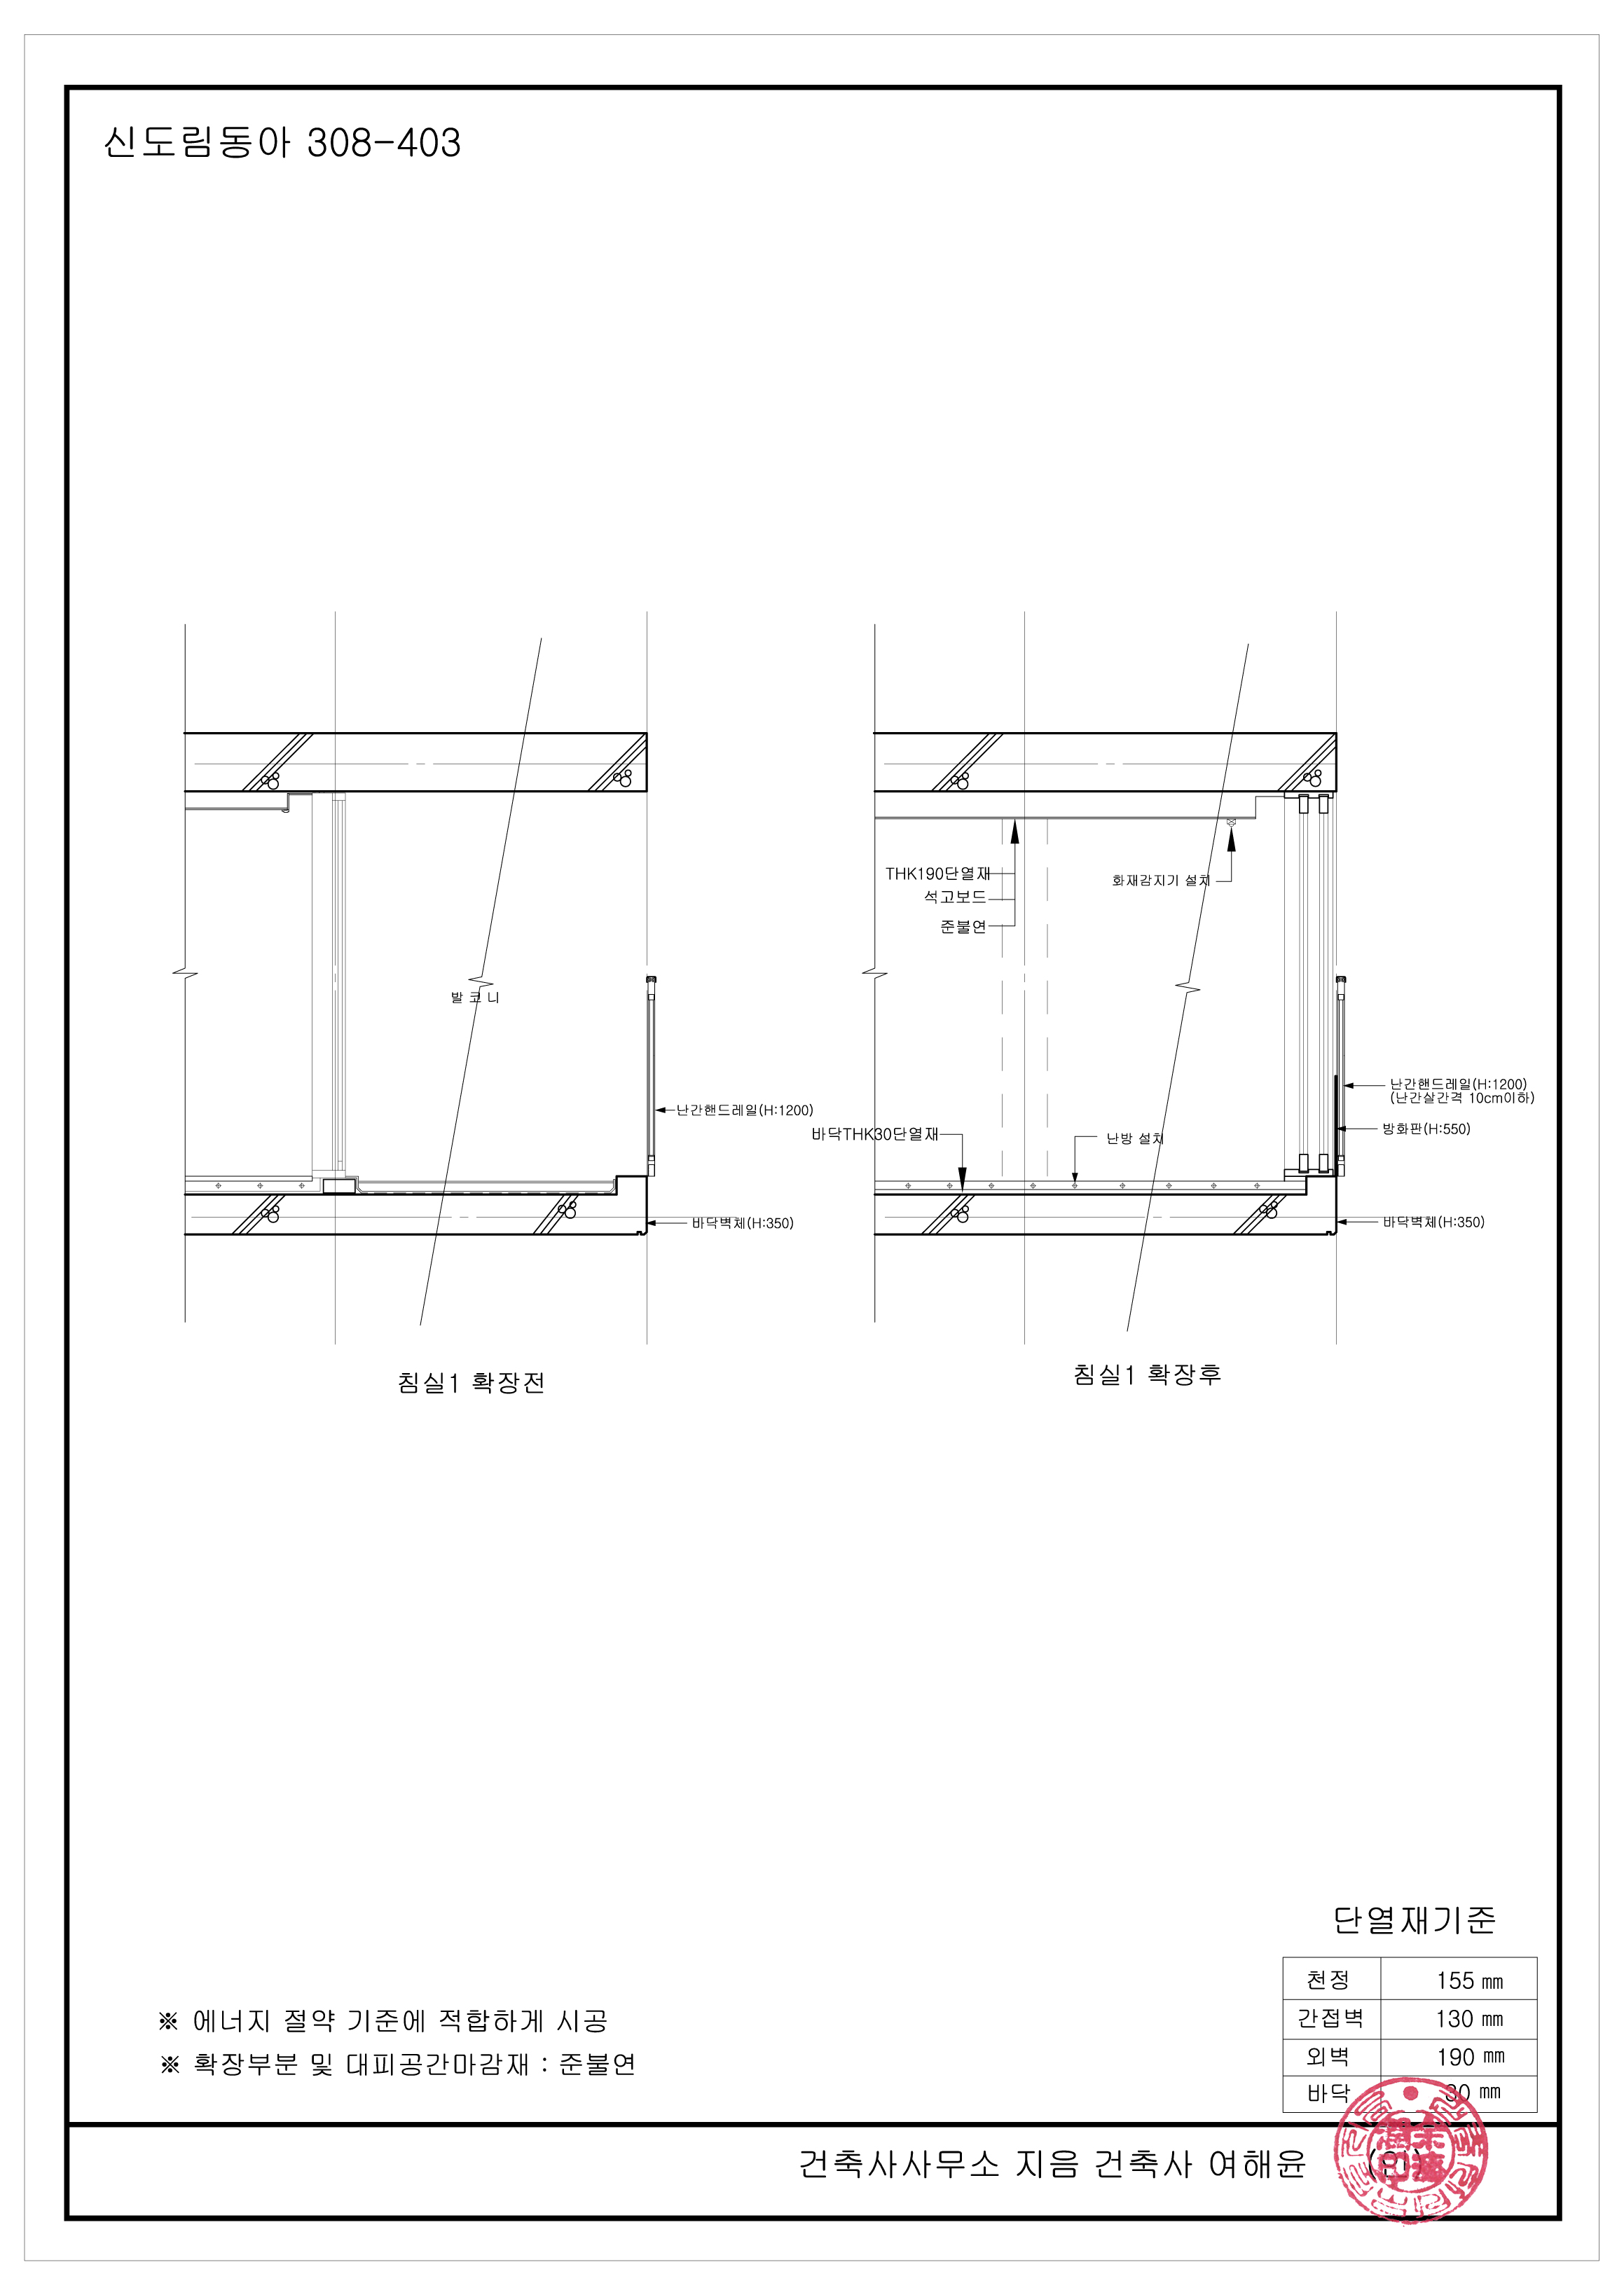 신도림동아 308-403
발 코 니
난간핸드레일(H:1200)
바닥벽체(H:350)
침실1 확장전
THK190단열재
석고보드
준불연
화재감지기 설치
바닥THK30단열재
난방 설치
난간핸드레일(H:1200)
(난간살간격 10cm이하)
방화판(H:550)
바닥벽체(H:350)
침실1 확장후
단열재기준
천정 155 mm
간접벽 130 mm
외벽 190 mm
바닥 30 mm
※ 에너지 절약 기준에 적합하게 시공
※ 확장부분 및 대피공간마감재 : 준불연
건축사사무소 지음 건축사 여해윤 (인)